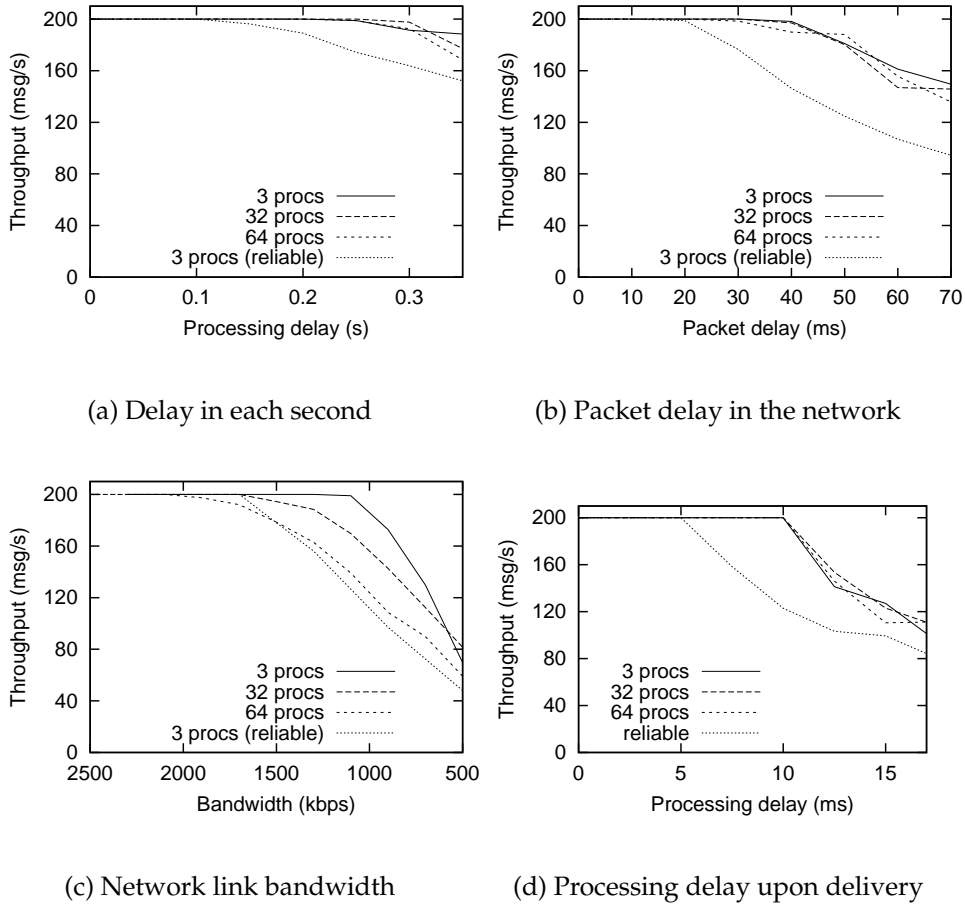 200
160
120
80
40
0
Throughput (msg/s)
3 procs
32 procs
64 procs
3 procs (reliable)
0 0.1 0.2 0.3
Processing delay (s)
(a) Delay in each second
200
160
120
80
40
0
Throughput (msg/s)
3 procs
32 procs
64 procs
3 procs (reliable)
0 10 20 30 40 50 60 70
Packet delay (ms)
(b) Packet delay in the network
200
160
120
80
40
0
Throughput (msg/s)
3 procs
32 procs
64 procs
3 procs (reliable)
2500 2000 1500 1000 500
Bandwidth (kbps)
(c) Network link bandwidth
200
160
120
80
40
0
Throughput (msg/s)
3 procs
32 procs
64 procs
reliable
0 5 10 15
Processing delay (ms)
(d) Processing delay upon delivery